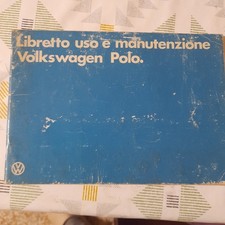 Libretto uso e manutenzione
Volkswagen Polo.